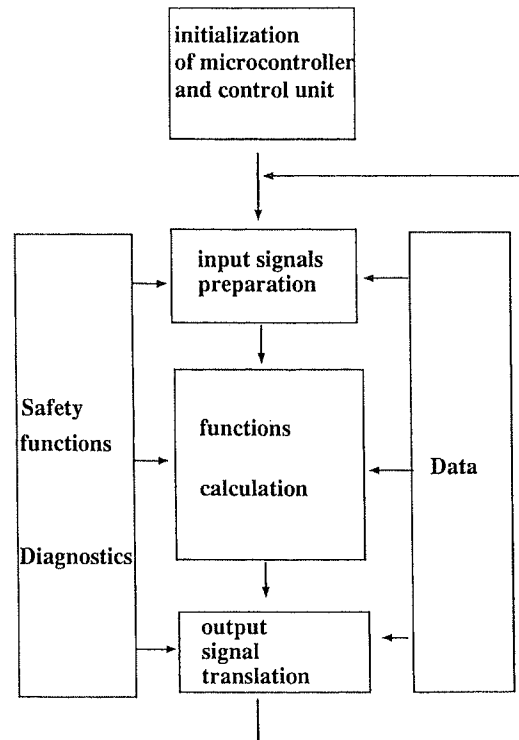 initialization
of microcontroller
and control unit
input signals
preparation
Safety
functions
Diagnostics
functions
calculation
Data
output
signal
translation